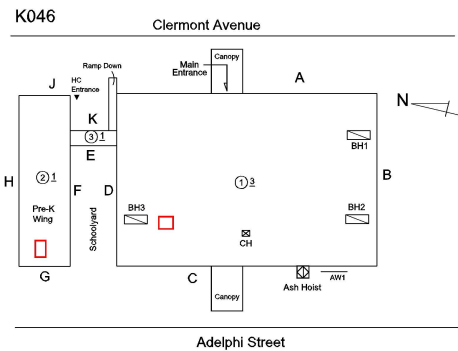 K046
Clermont Avenue
Canopy
Ramp Down
Main
Entrance
J
HC
Entrance
A
N
K
3 1
BH1
E
H
2 1
F
D
1 3
B
Pre-K
Wing
Schoolyard
BH3
BH2
CH
G
C
Canopy
Ash Hoist
AW1
Adelphi Street